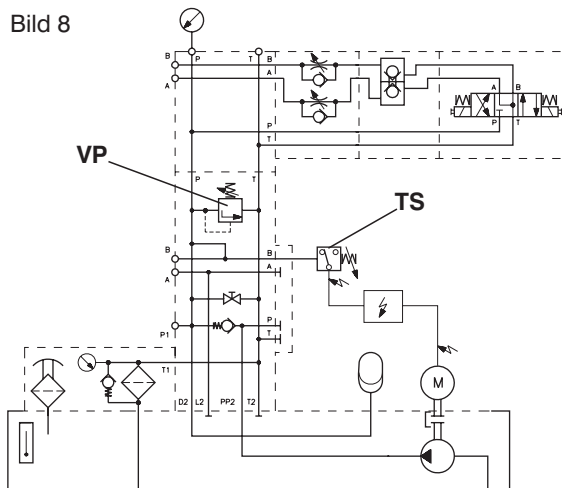 Bild 8
B P T B
A A
A B
P P T
T
VP P T
TS
B B
A A
P1 P
T
T1
M
D2 L2 PP2 T2